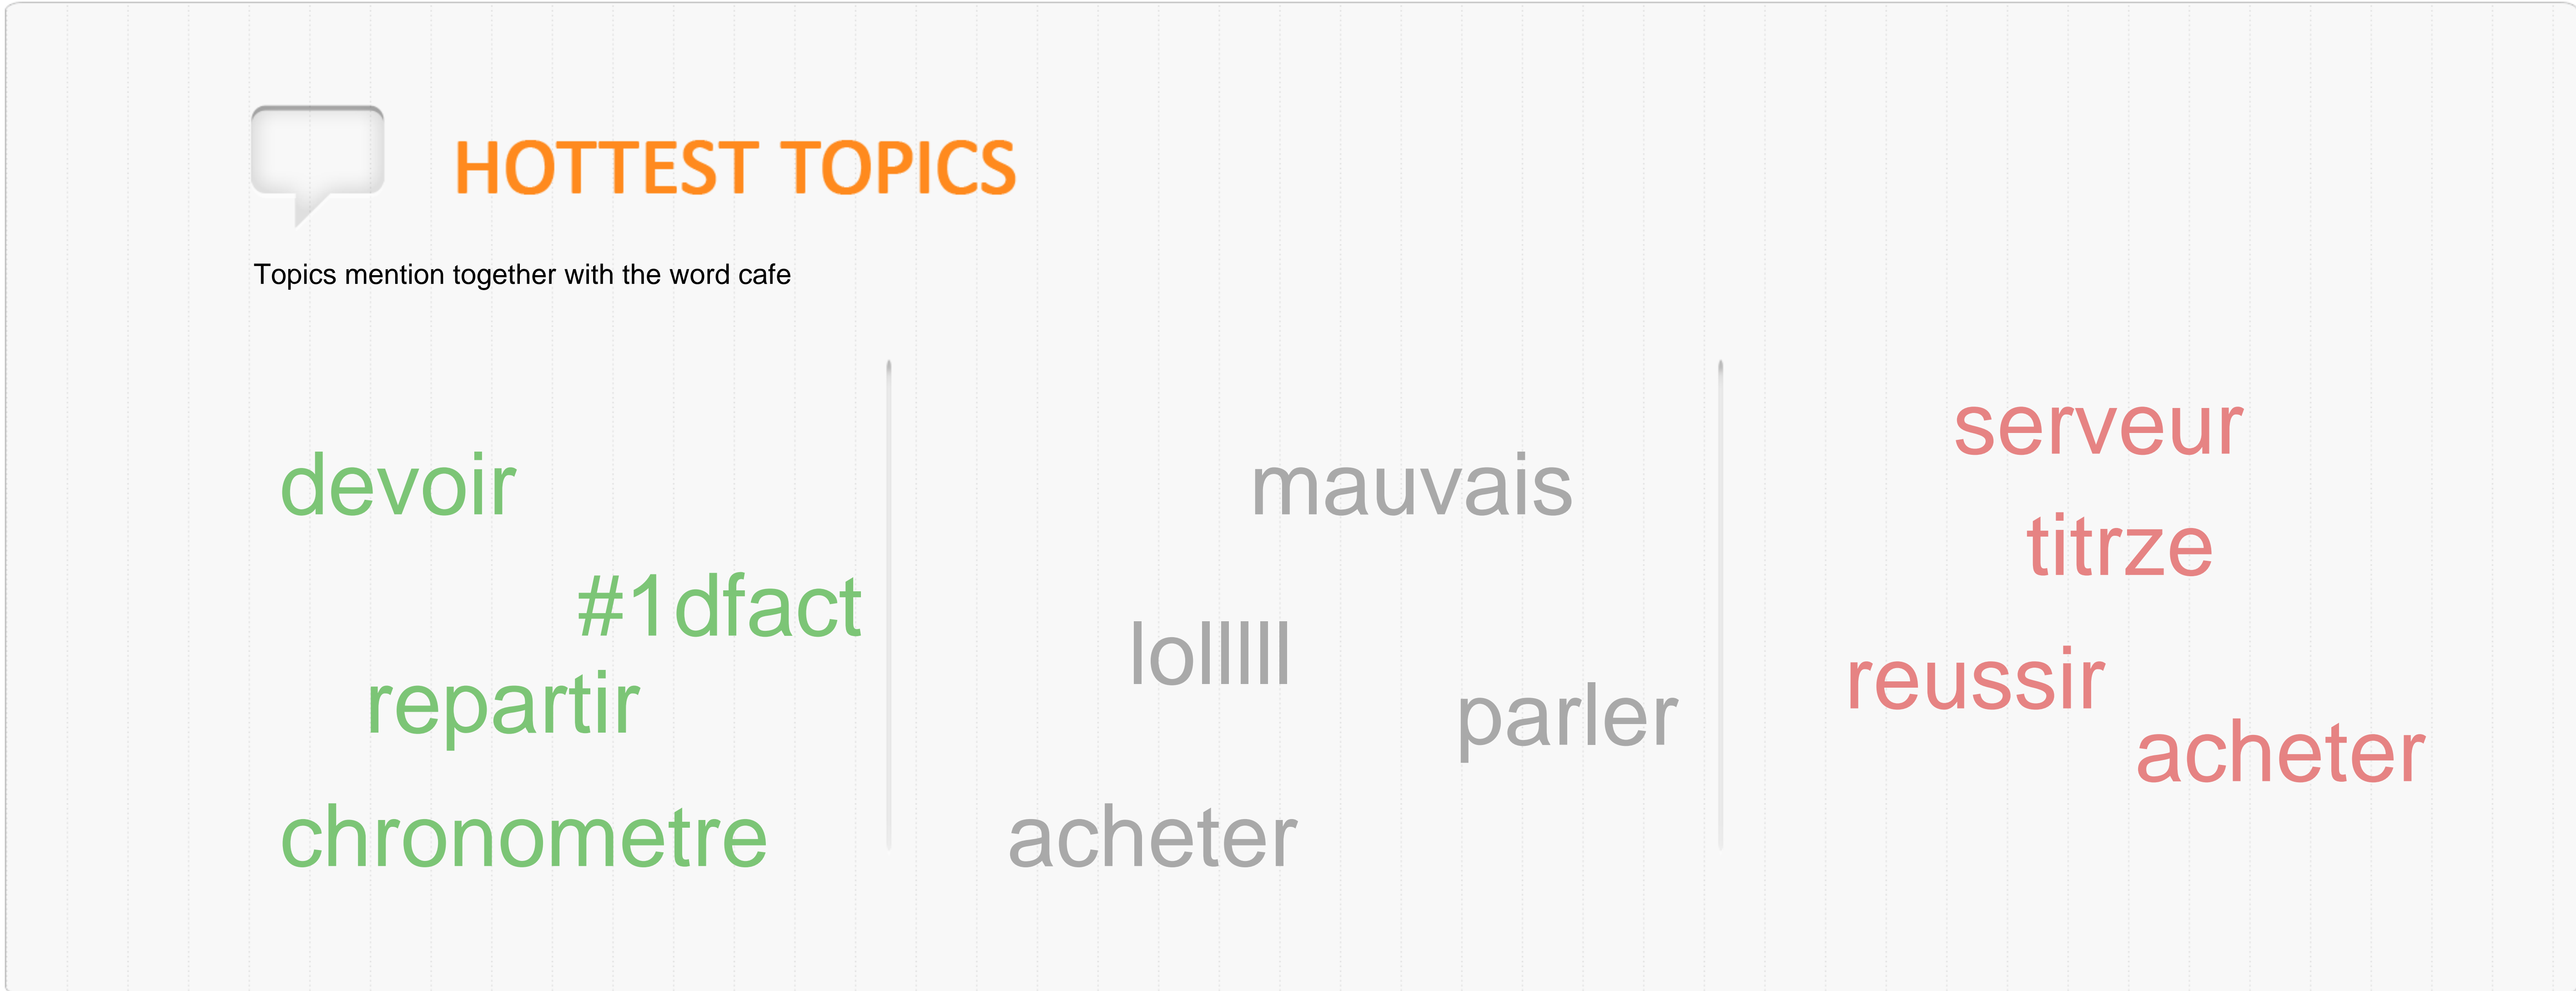 HOTTEST TOPICS
Topics mention together with the word cafe
devoir
#1dfact
repartir
chronometre
mauvais
lolllll
parler
acheter
serveur
titrze
reussir
acheter